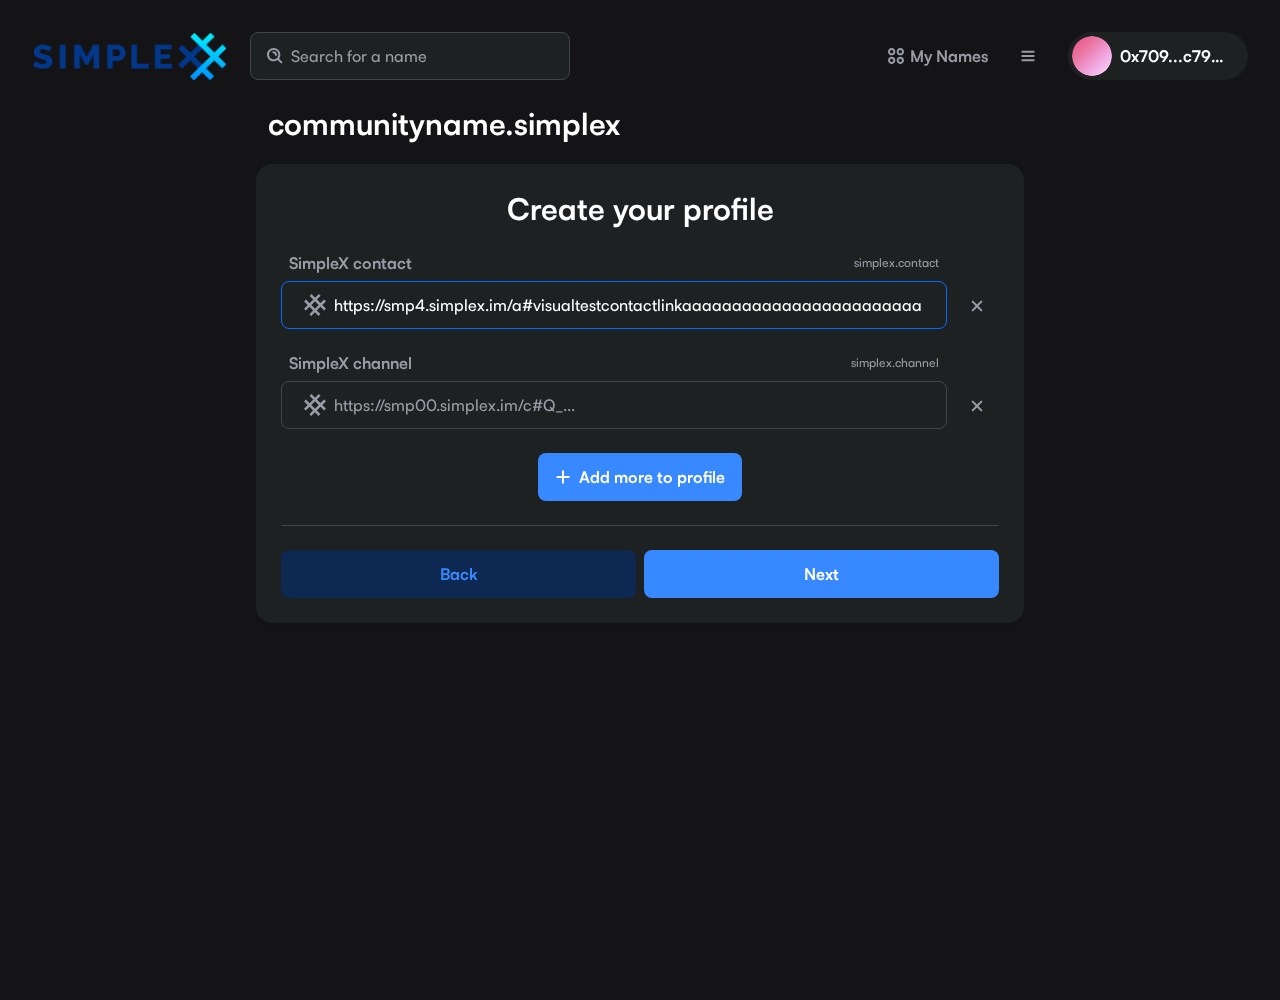 SIMPLEX
Search for a name
My Names
0x709...c79...
communityname.simplex
Create your profile
SimpleX contact
simplex.contact
https://smp4.simplex.im/a#visualtestcontactlinkaaaaaaaaaaaaaaaaaaaaaaaa
SimpleX channel
simplex.channel
https://smp00.simplex.im/c#Q_...
Add more to profile
Back
Next